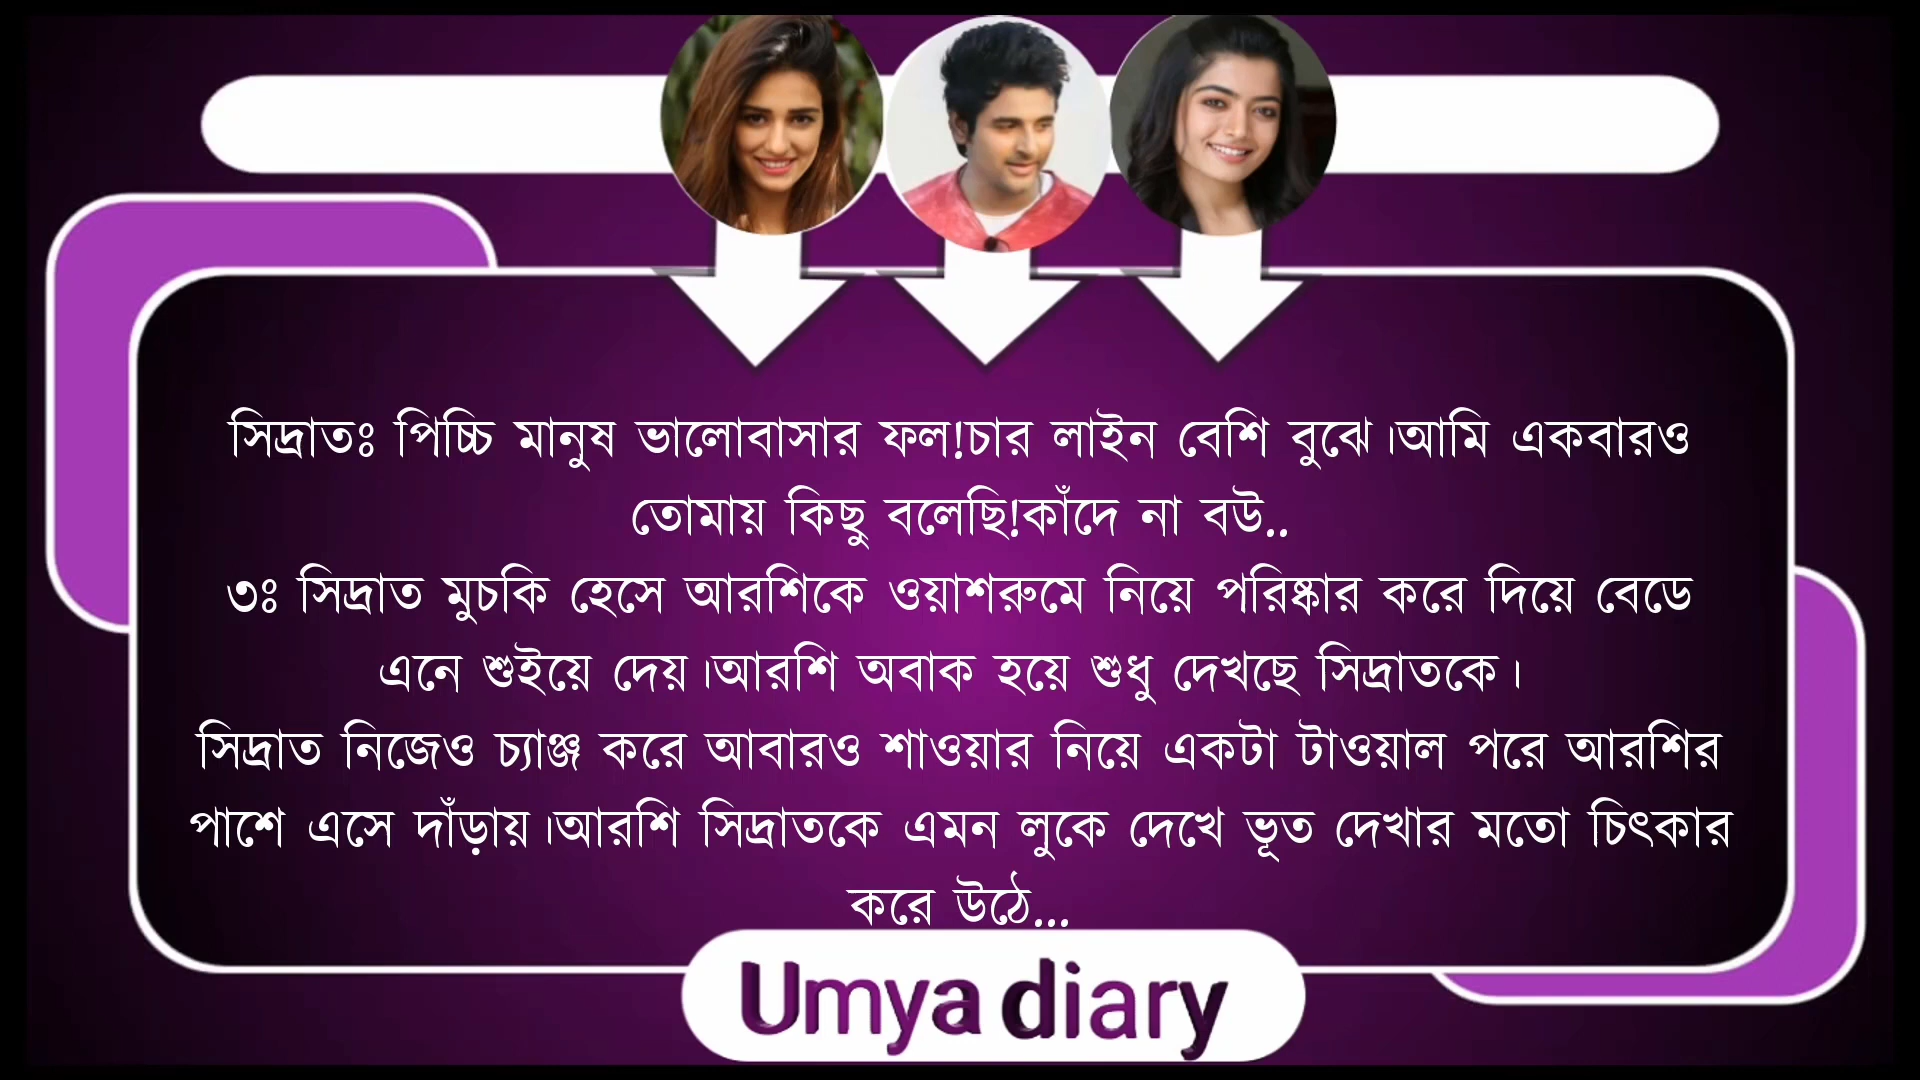 সিদ্রাতঃ পিচ্চি মানুষ ভালোবাসার ফল!চার লাইন বেশি বুঝে।আমি একবারও
তোমায় কিছু বলেছি!কাঁদে না বউ..
৩ঃ সিদ্রাত মুচকি হেসে আরশিকে ওয়াশরুমে নিয়ে পরিষ্কার করে দিয়ে বেডে
এনে শুইয়ে দেয়।আরশি অবাক হয়ে শুধু দেখছে সিদ্রাতকে।
সিদ্রাত নিজেও চ্যাঞ্জ করে আবারও শাওয়ার নিয়ে একটা টাওয়াল পরে আরশির
পাশে এসে দাঁড়ায়।আরশি সিদ্রাতকে এমন লুকে দেখে ভূত দেখার মতো চিৎকার
করে উঠে...
Umya diary